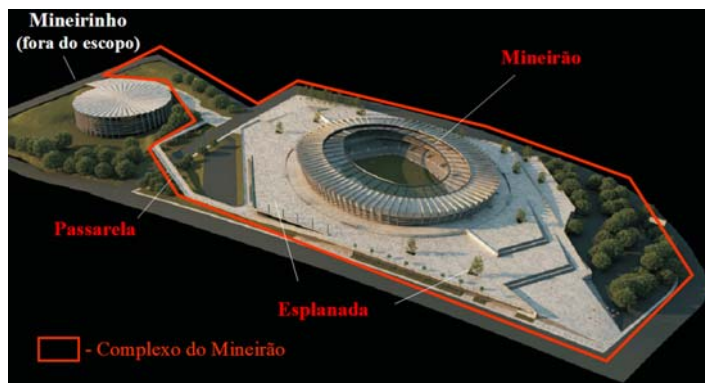 Mineirinho
(fora do escopo)
Mineirão
Passarela
Esplanada
- Complexo do Mineirão